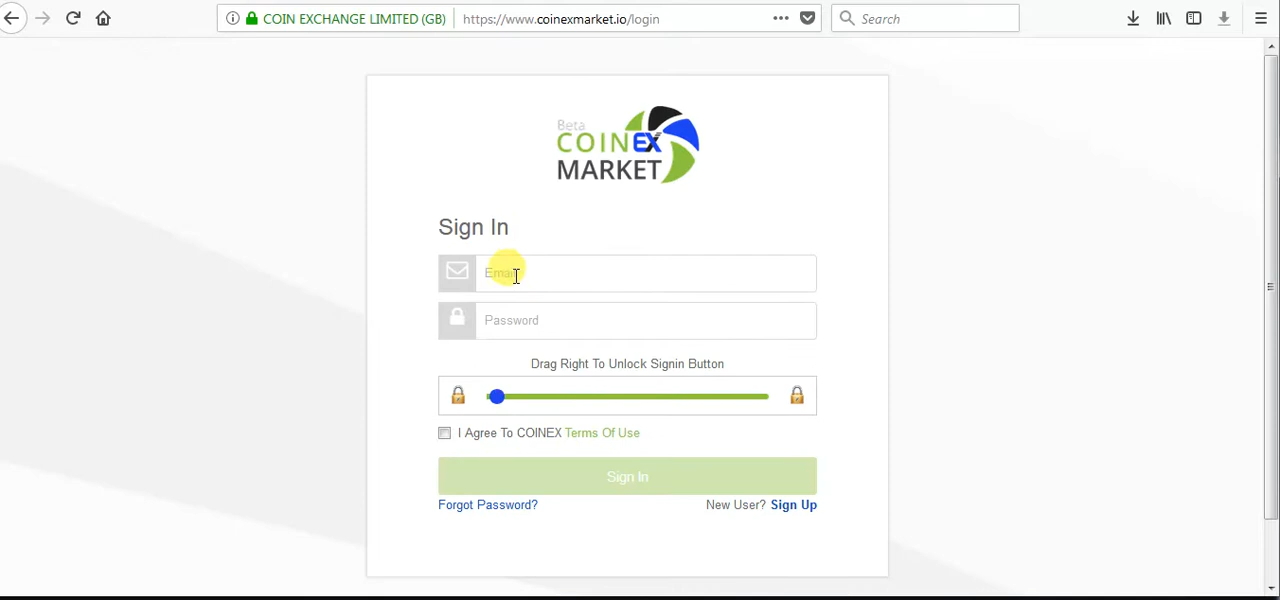 COIN EXCHANGE LIMITED (GB) https://www.coinexmarket.io/login Search
Beta
COINEX
MARKET
Sign In
Email
Password
Drag Right To Unlock Signin Button
I Agree To COINEX Terms Of Use
Sign In
Forgot Password? New User? Sign Up